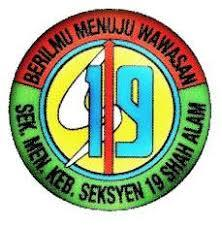 BERILMU MENUJU WAWASAN
19
SEK. MEN. KEB. SEKSYEN 19 SHAH ALAM